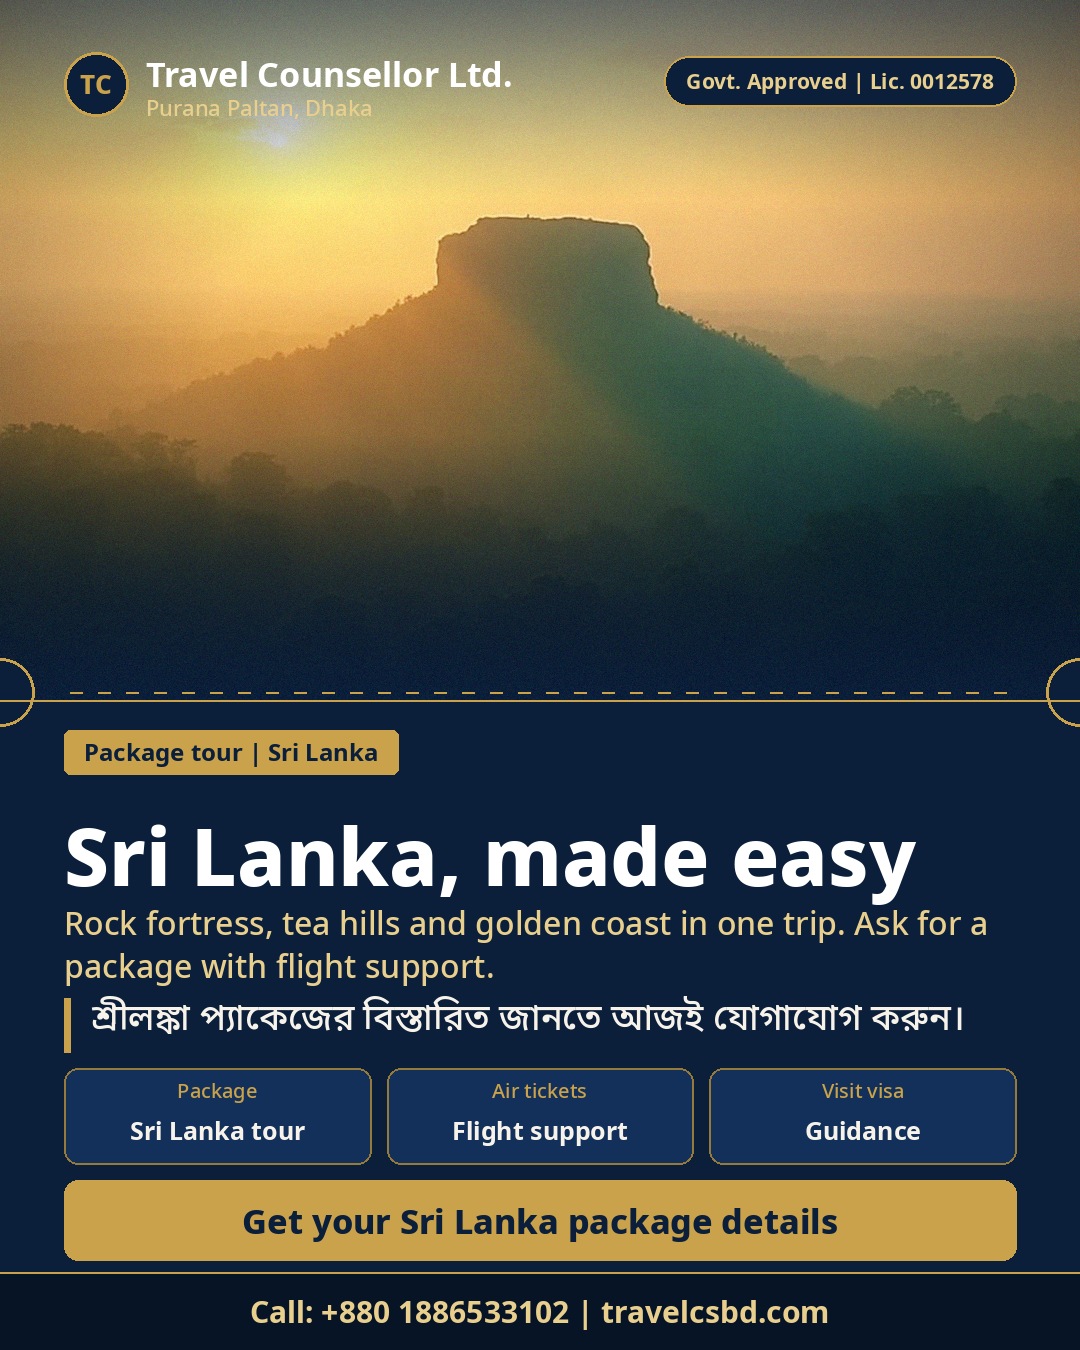 TC
Travel Counsellor Ltd.
Purana Paltan, Dhaka
Govt. Approved | Lic. 0012578
Package tour | Sri Lanka
Sri Lanka, made easy
Rock fortress, tea hills and golden coast in one trip. Ask for a
package with flight support.
শ্রীলঙ্কা প্যাকেজের বিস্তারিত জানতে আজই যোগাযোগ করুন।
Package
Sri Lanka tour
Air tickets
Flight support
Visit visa
Guidance
Get your Sri Lanka package details
Call: +880 1886533102 | travelcsbd.com